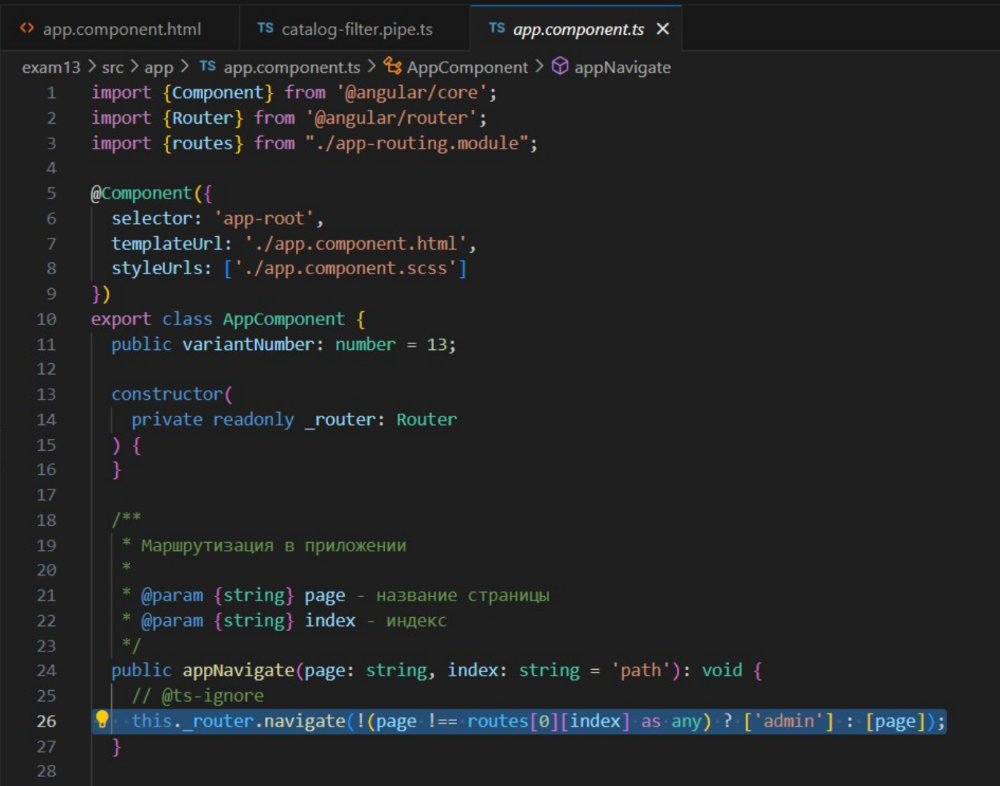 app.component.html TS catalog-filter.pipe.ts TS app.component.ts
exam13 > src > app > TS app.component.ts > AppComponent > appNavigate
1 import {Component} from '@angular/core';
2 import {Router} from '@angular/router';
3 import {routes} from "./app-routing.module";
4
5 @Component({
6 selector: 'app-root',
7 templateUrl: './app.component.html',
8 styleUrls: ['./app.component.scss']
9 })
10 export class AppComponent {
11 public variantNumber: number = 13;
12
13 constructor(
14 private readonly _router: Router
15 ) {
16 }
17
18 /**
19 * Маршрутизация в приложении
20 *
21 * @param {string} page - название страницы
22 * @param {string} index - индекс
23 */
24 public appNavigate(page: string, index: string = 'path'): void {
25 // @ts-ignore
26 this._router.navigate(!(page !== routes[0][index] as any) ? ['admin'] : [page]);
27 }
28